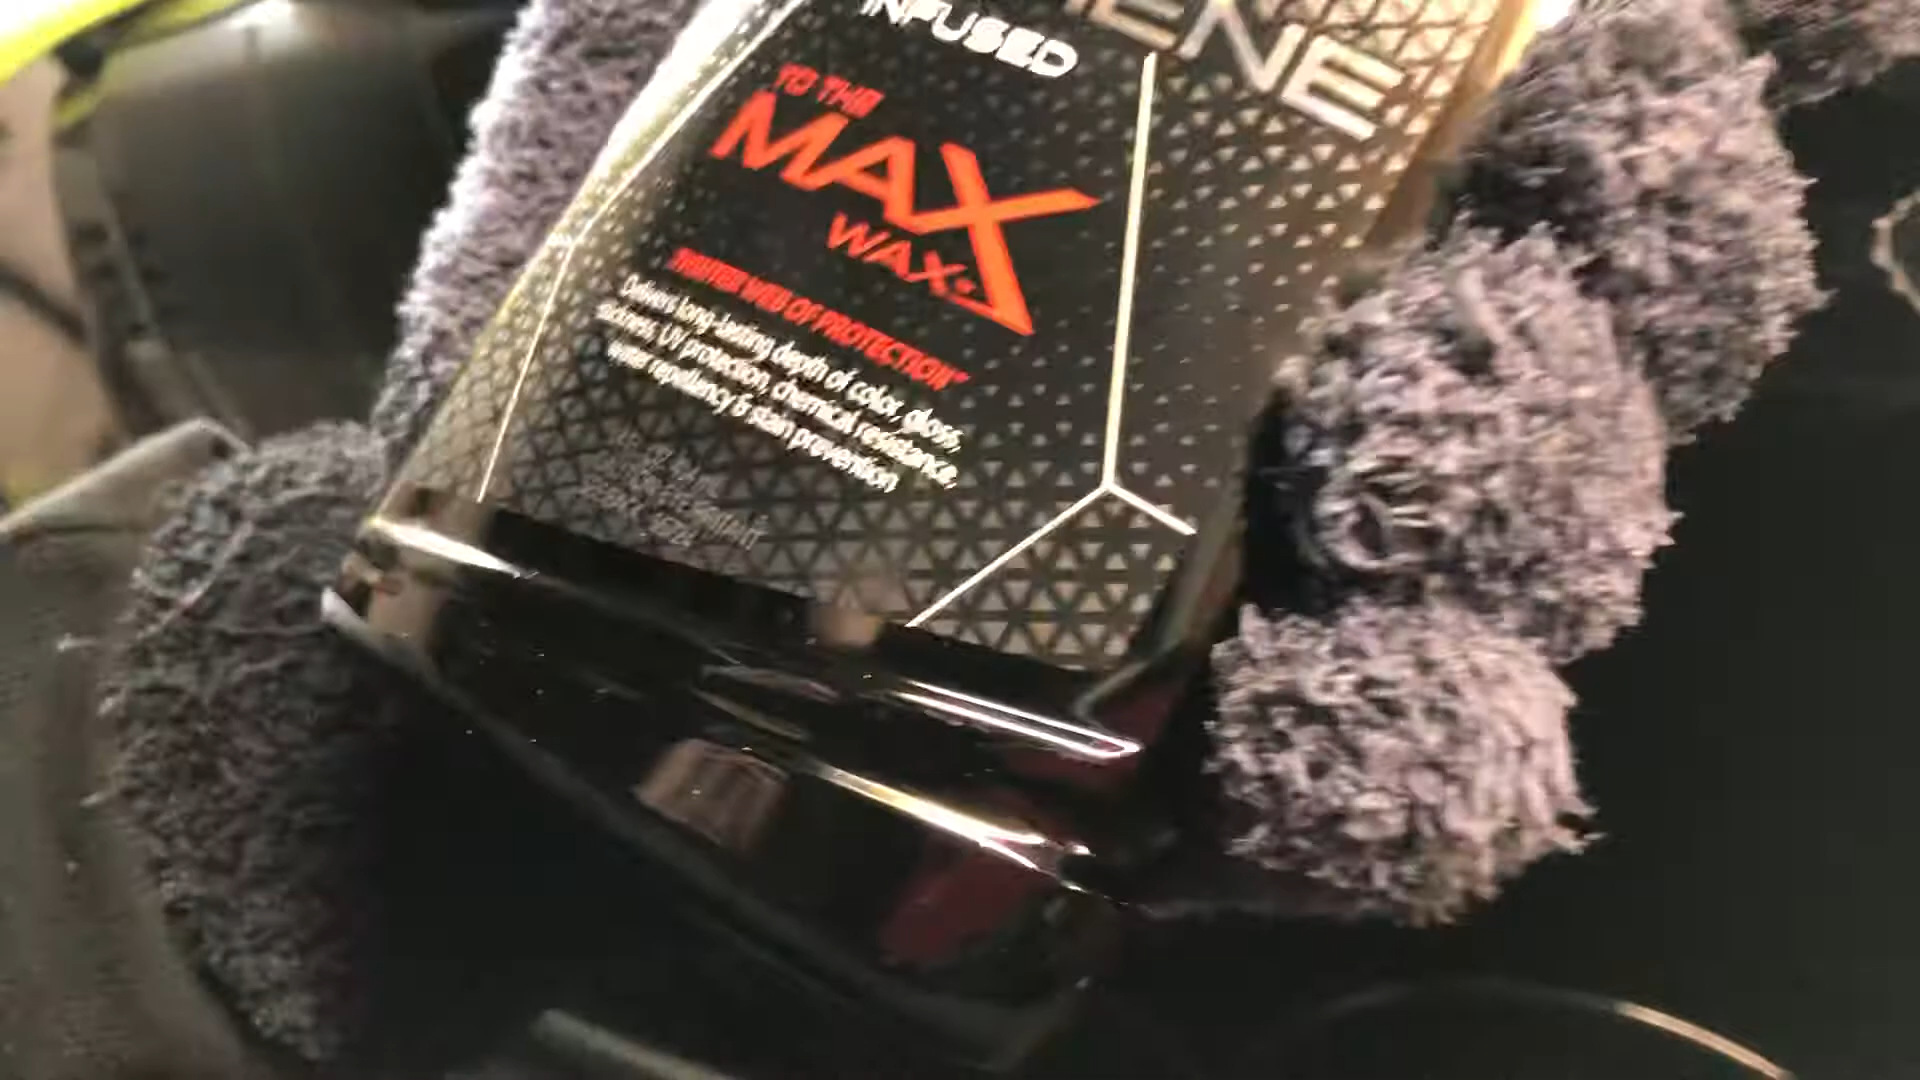 INFUSED
TO THE
MAX
WAX
TIGHTER WEB OF PROTECTION™
Delivers long-lasting depth of color, gloss,
slickness, UV protection, chemical resistance,
water repellency & stain prevention